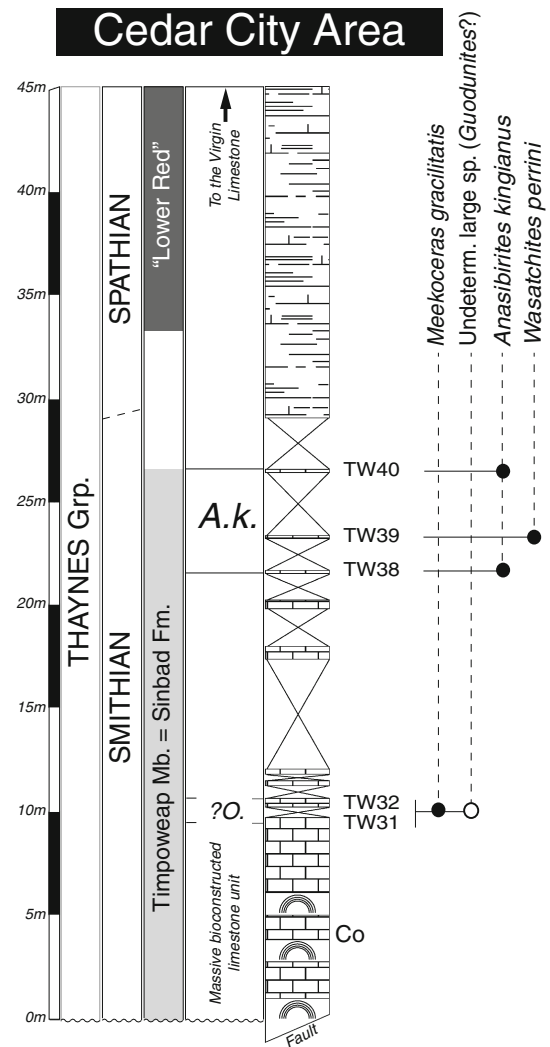 Cedar City Area
45m
40m
35m
30m
25m
20m
15m
10m
5m
0m
THAYNES Grp.
SPATHIAN
SMITHIAN
"Lower Red"
Timpoweap Mb. = Sinbad Fm.
To the Virgin
Limestone
A.k.
?O.
Massive bioconstructed
limestone unit
Meekoceras gracilitatis
Undeterm. large sp. (Guodunites?)
Anasibirites kingianus
Wasatchites perrini
TW40
TW39
TW38
TW32
TW31
Co
Fault